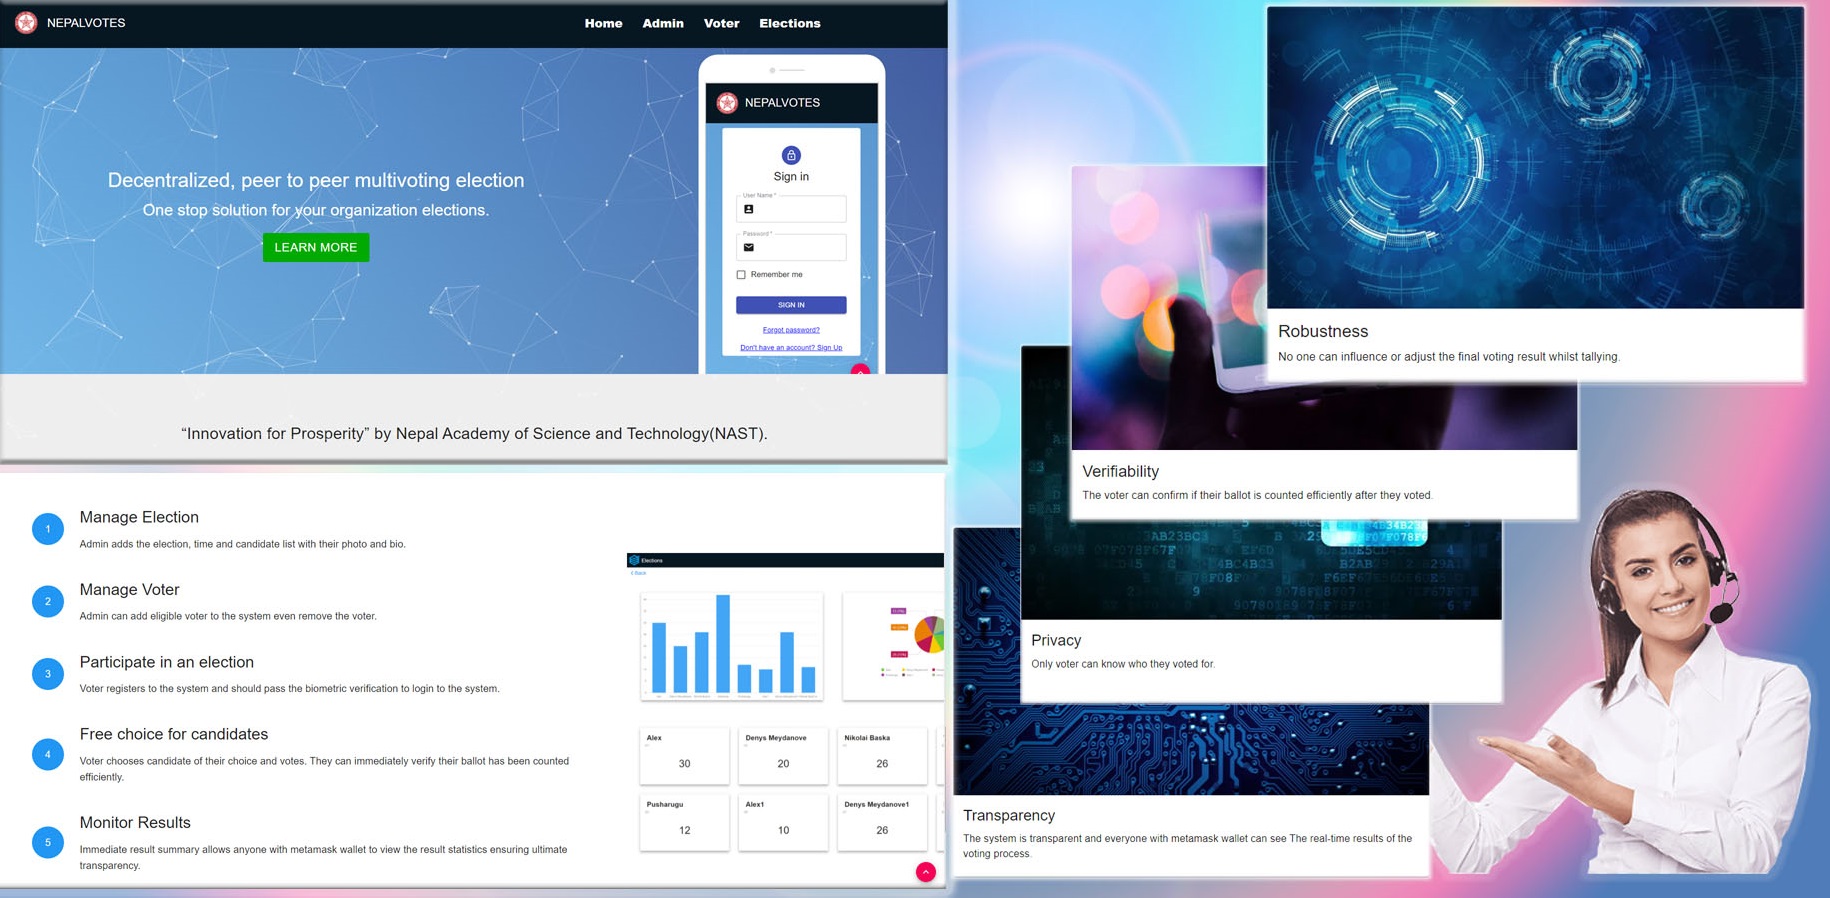 NEPALVOTES
Home Admin Voter Elections
Decentralized, peer to peer multivoting election
One stop solution for your organization elections.
LEARN MORE
NEPALVOTES
Sign in
User Name *
Password *
Remember me
SIGN IN
Forgot password?
Don't have an account? Sign Up
“Innovation for Prosperity” by Nepal Academy of Science and Technology(NAST).
1
Manage Election
Admin adds the election, time and candidate list with their photo and bio.
2
Manage Voter
Admin can add eligible voter to the system even remove the voter.
3
Participate in an election
Voter registers to the system and should pass the biometric verification to login to the system.
4
Free choice for candidates
Voter chooses candidate of their choice and votes. They can immediately verify their ballot has been counted
efficiently.
5
Monitor Results
Immediate result summary allows anyone with metamask wallet to view the result statistics ensuring ultimate
transparency.
Elections
Back
Alex
30
Denys Meydanove
20
Nikolai Baska
26
Pusharugu
12
Alex1
10
Denys Meydanove1
26
Robustness
No one can influence or adjust the final voting result whilst tallying.
Verifiability
The voter can confirm if their ballot is counted efficiently after they voted.
Privacy
Only voter can know who they voted for.
Transparency
The system is transparent and everyone with metamask wallet can see The real-time results of the
voting process.